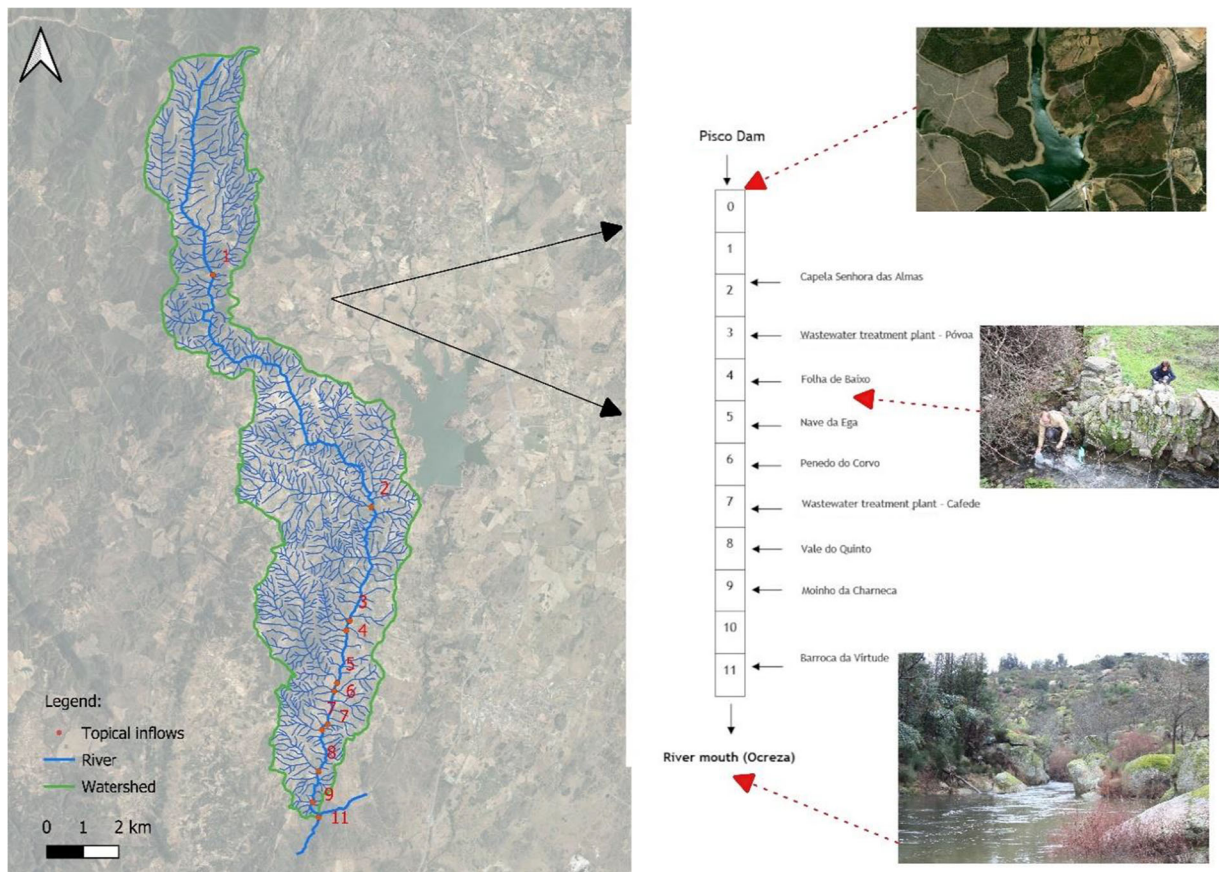 1
2
3
4
5
6
7
7
8
9
11
Legend:
Topical inflows
River
Watershed
0 1 2 km
Pisco Dam
0
1
2
Capela Senhora das Almas
3
Wastewater treatment plant - Póvoa
4
Folha de Baixo
5
Nave da Ega
6
Penedo do Corvo
7
Wastewater treatment plant - Cafede
8
Vale do Quinto
9
Moinho da Charneca
10
11
Barroca da Virtude
River mouth (Ocreza)